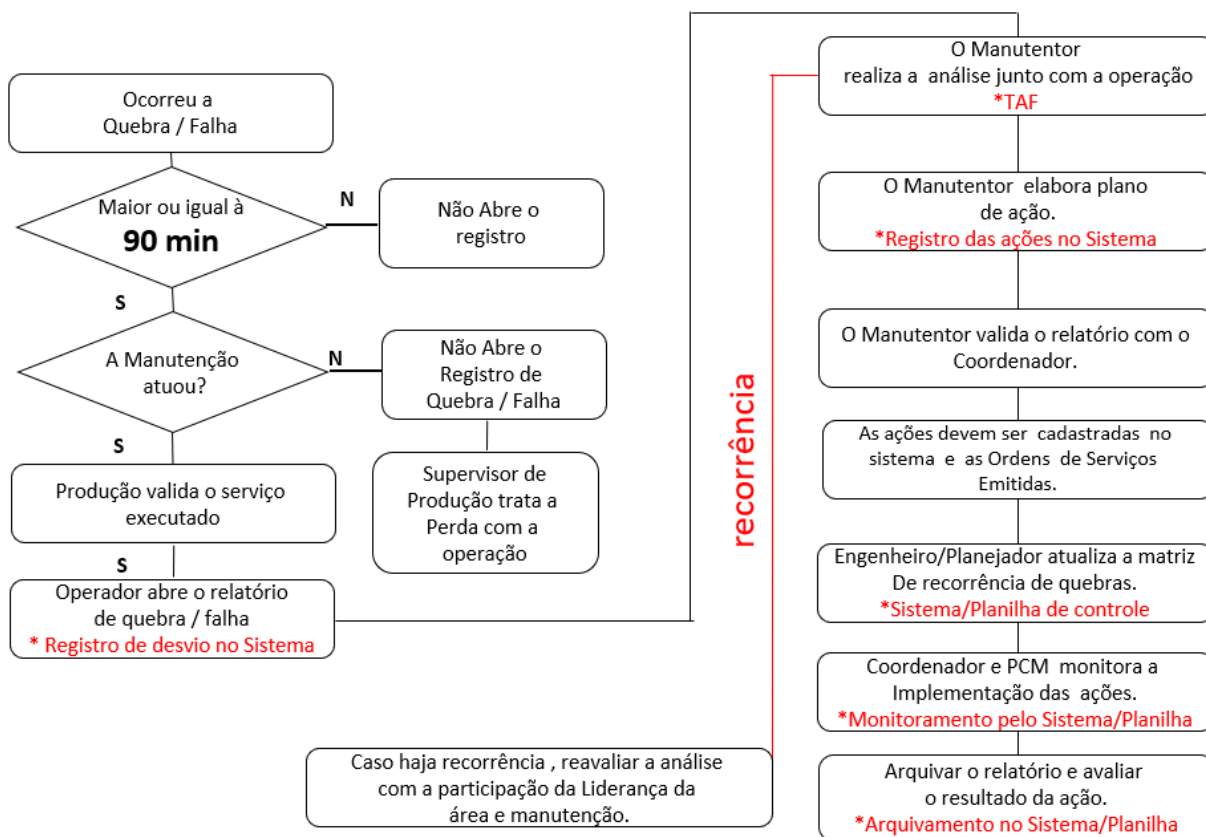 Ocorreu a
Quebra / Falha
Maior ou igual à
90 min
N
Não Abre o
registro
S
A Manutenção
atuou?
N
Não Abre o
Registro de
Quebra / Falha
Supervisor de
Produção trata a
Perda com a
operação
S
Produção valida o serviço
executado
S
Operador abre o relatório
de quebra / falha
* Registro de desvio no Sistema
O Manutentor
realiza a análise junto com a operação
*TAF
O Manutentor elabora plano
de ação.
*Registro das ações no Sistema
O Manutentor valida o relatório com o
Coordenador.
As ações devem ser cadastradas no
sistema e as Ordens de Serviços
Emitidas.
Engenheiro/Planejador atualiza a matriz
De recorrência de quebras.
*Sistema/Planilha de controle
Coordenador e PCM monitora a
Implementação das ações.
*Monitoramento pelo Sistema/Planilha
Arquivar o relatório e avaliar
o resultado da ação.
*Arquivamento no Sistema/Planilha
recorrência
Caso haja recorrência , reavaliar a análise
com a participação da Liderança da
área e manutenção.